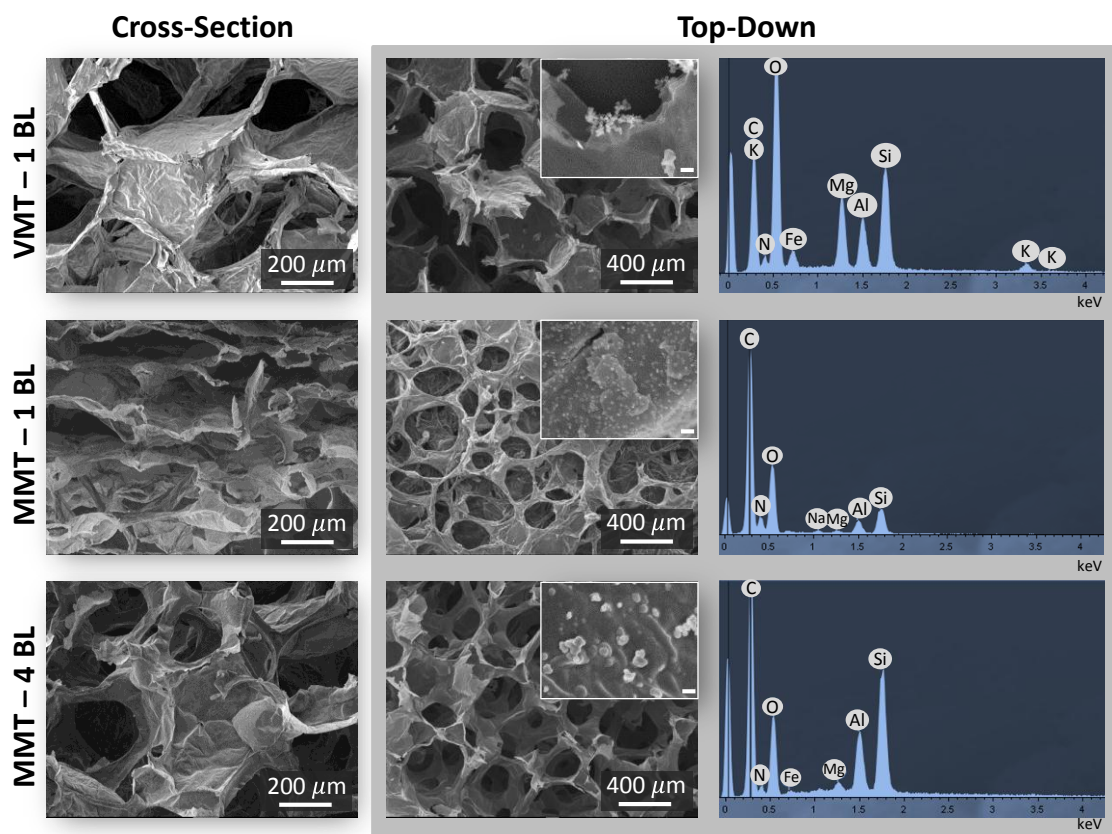 Cross-Section
Top-Down
VMT – 1 BL
200 μm
400 μm
O
C
K
N
Fe
Mg
Al
Si
K
K
0 0.5 1 1.5 2 2.5 3 3.5 4
keV
MMT – 1 BL
200 μm
400 μm
C
O
N
Na
Mg
Al
Si
0 0.5 1 1.5 2 2.5 3 3.5 4
keV
MMT – 4 BL
200 μm
400 μm
C
O
N
Fe
Mg
Al
Si
0 0.5 1 1.5 2 2.5 3 3.5 4
keV